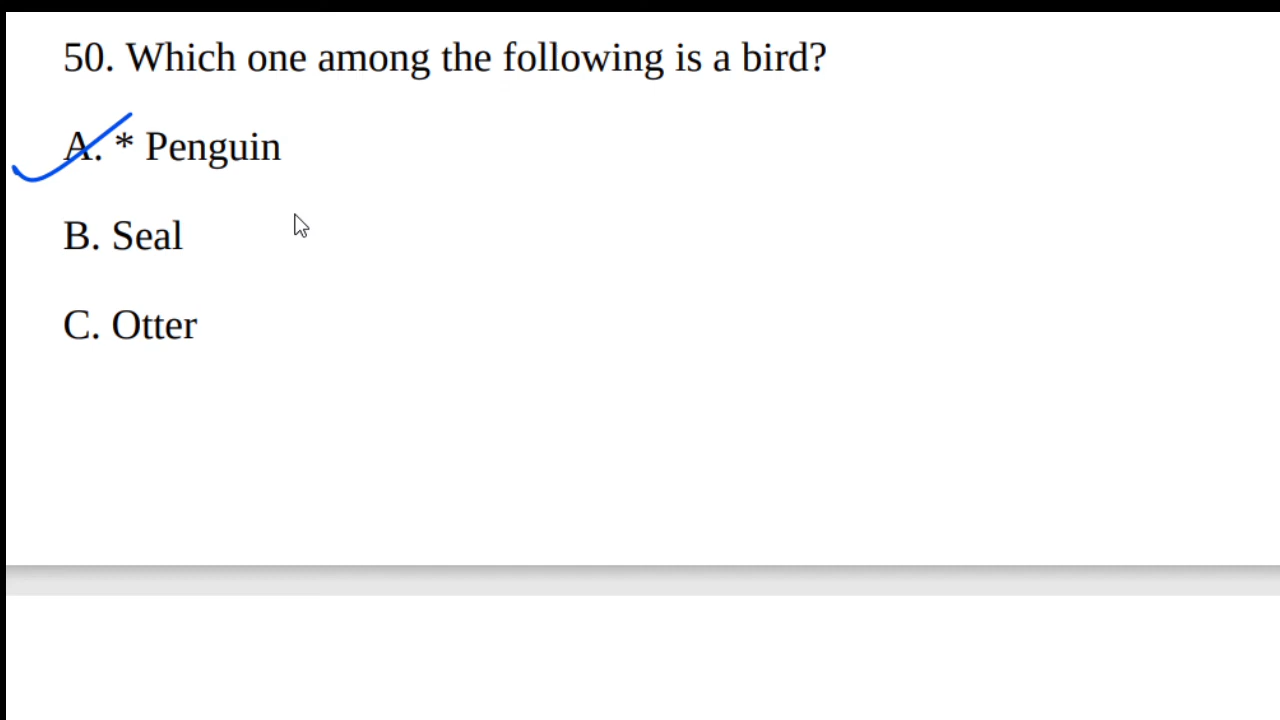 50. Which one among the following is a bird?
A. * Penguin
B. Seal
C. Otter